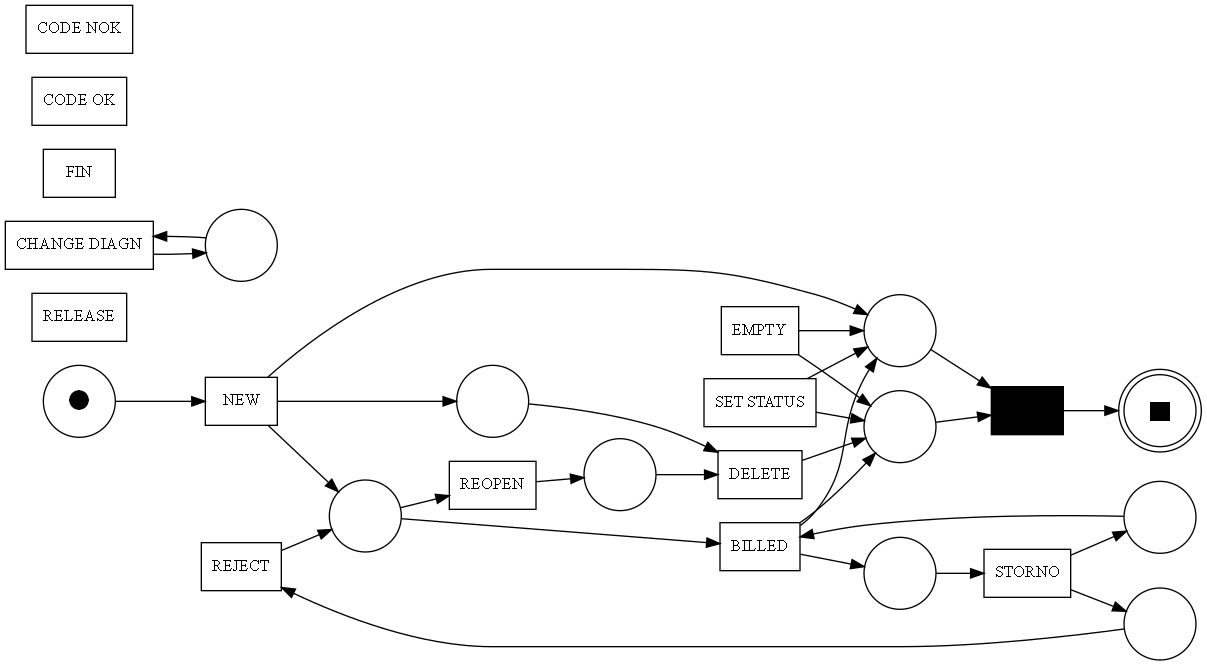 CODE NOK
CODE OK
FIN
CHANGE DIAGN
RELEASE
EMPTY
NEW
SET STATUS
REOPEN
DELETE
BILLED
REJECT
STORNO